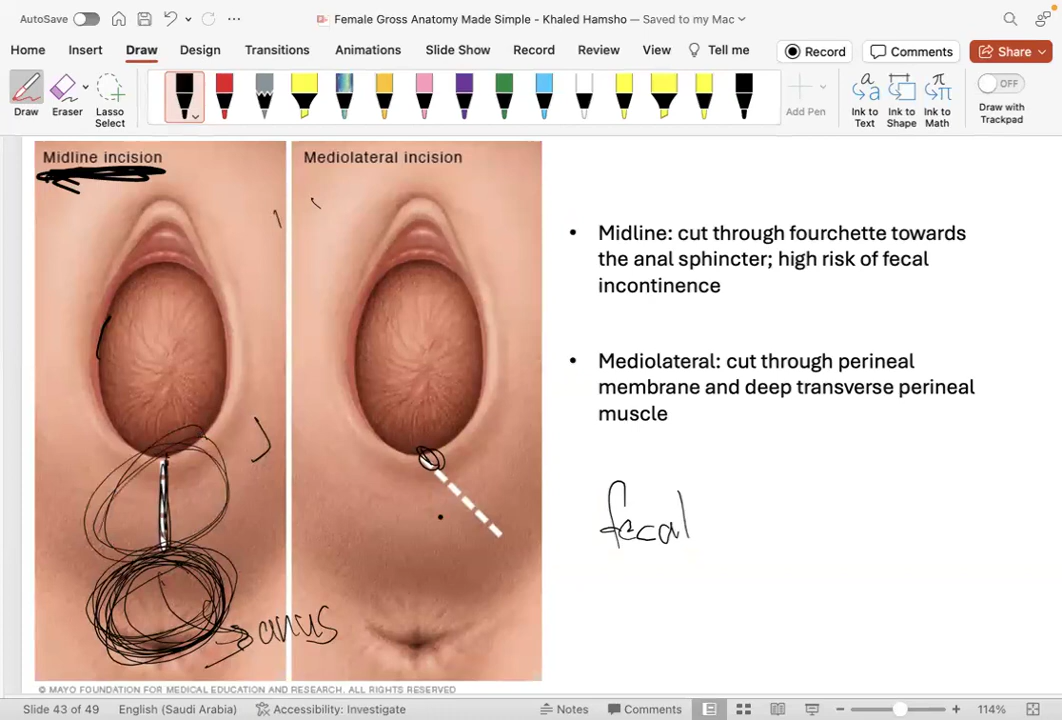 AutoSave
Female Gross Anatomy Made Simple - Khaled Hamsho — Saved to my Mac
Home Insert Draw Design Transitions Animations Slide Show Record Review View Tell me Record Comments Share
Draw Eraser Lasso Select Add Pen Ink to Text Ink to Shape Ink to Math OFF Draw with Trackpad
Midline incision
Mediolateral incision
• Midline: cut through fourchette towards
the anal sphincter; high risk of fecal
incontinence
• Mediolateral: cut through perineal
membrane and deep transverse perineal
muscle
fecal
anus
© MAYO FOUNDATION FOR MEDICAL EDUCATION AND RESEARCH. ALL RIGHTS RESERVED
Slide 43 of 49 English (Saudi Arabia) Accessibility: Investigate Notes Comments 114%